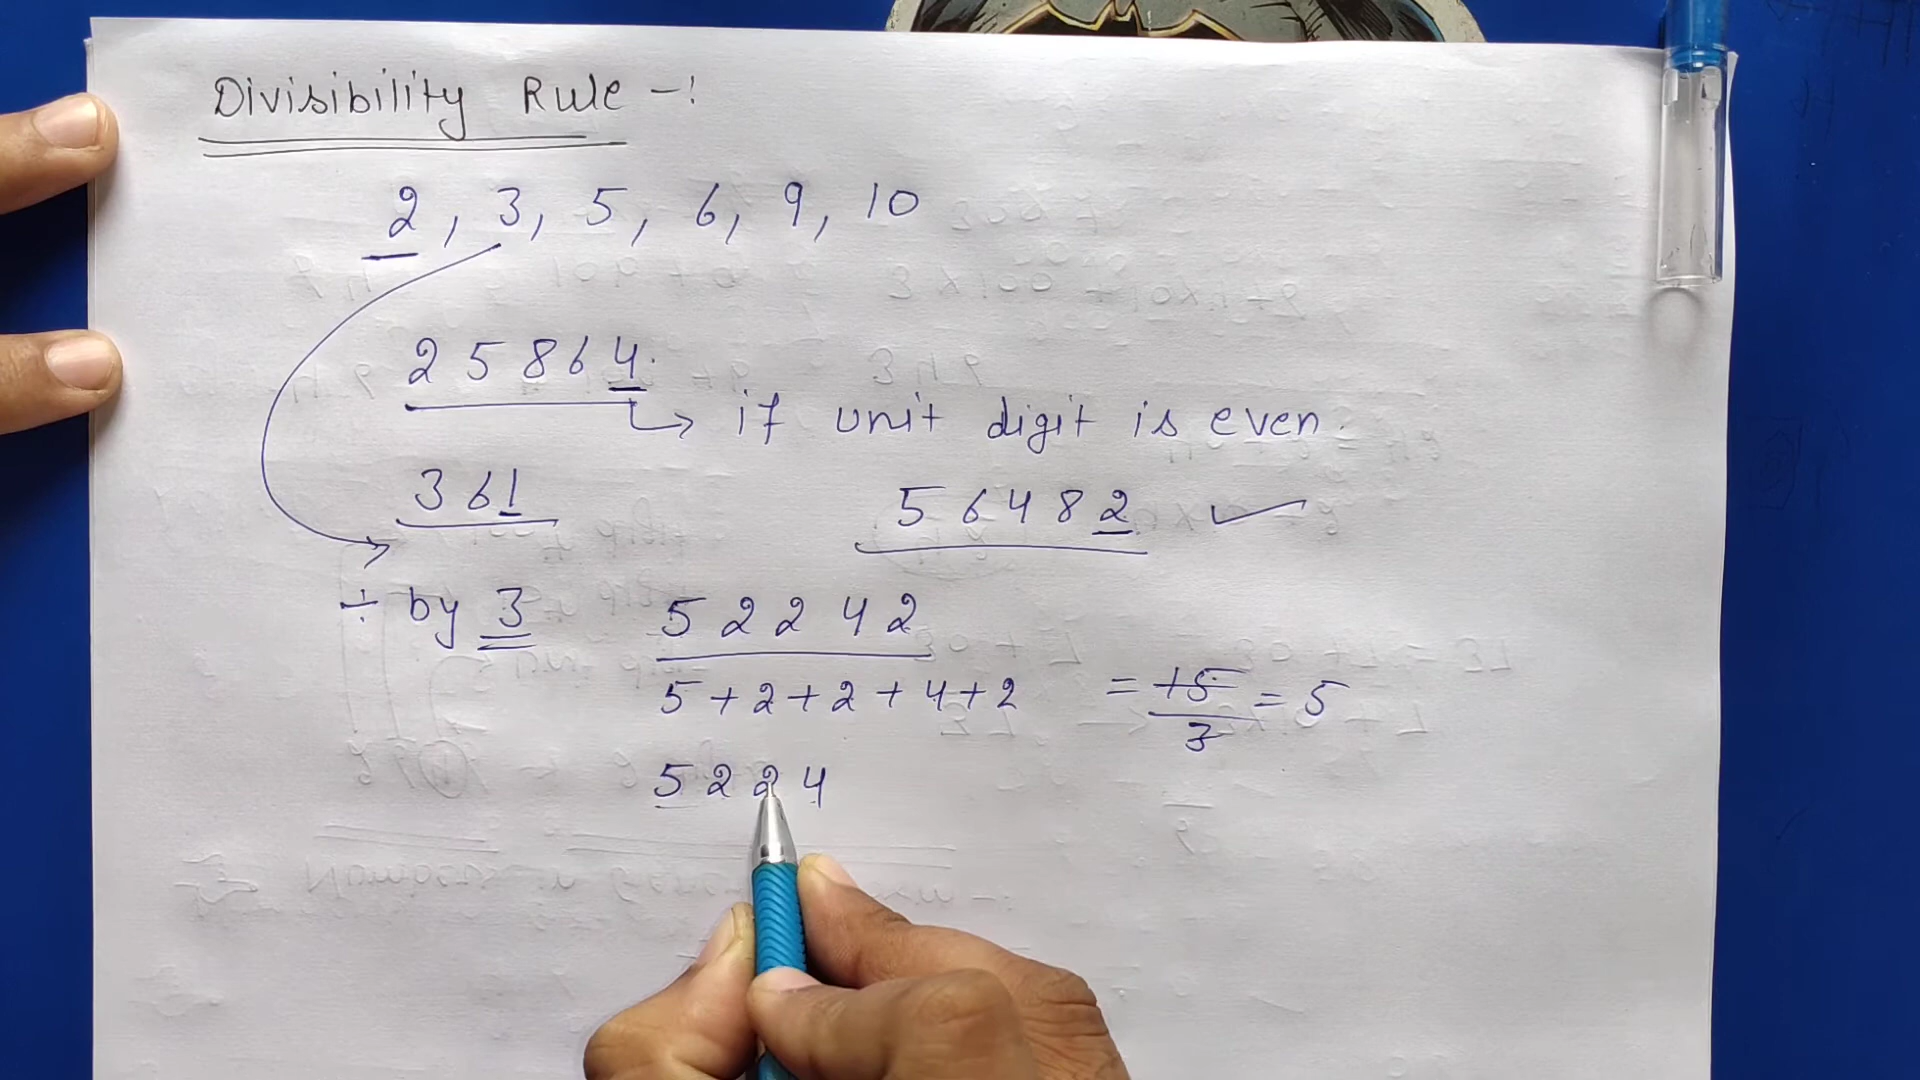 Divisibility Rule -:
2, 3, 5, 6, 9, 10
25864.
→ if unit digit is even.
361
56482 ✓
÷ by 3 52242
5+2+2+4+2 = 15/3 = 5
5224